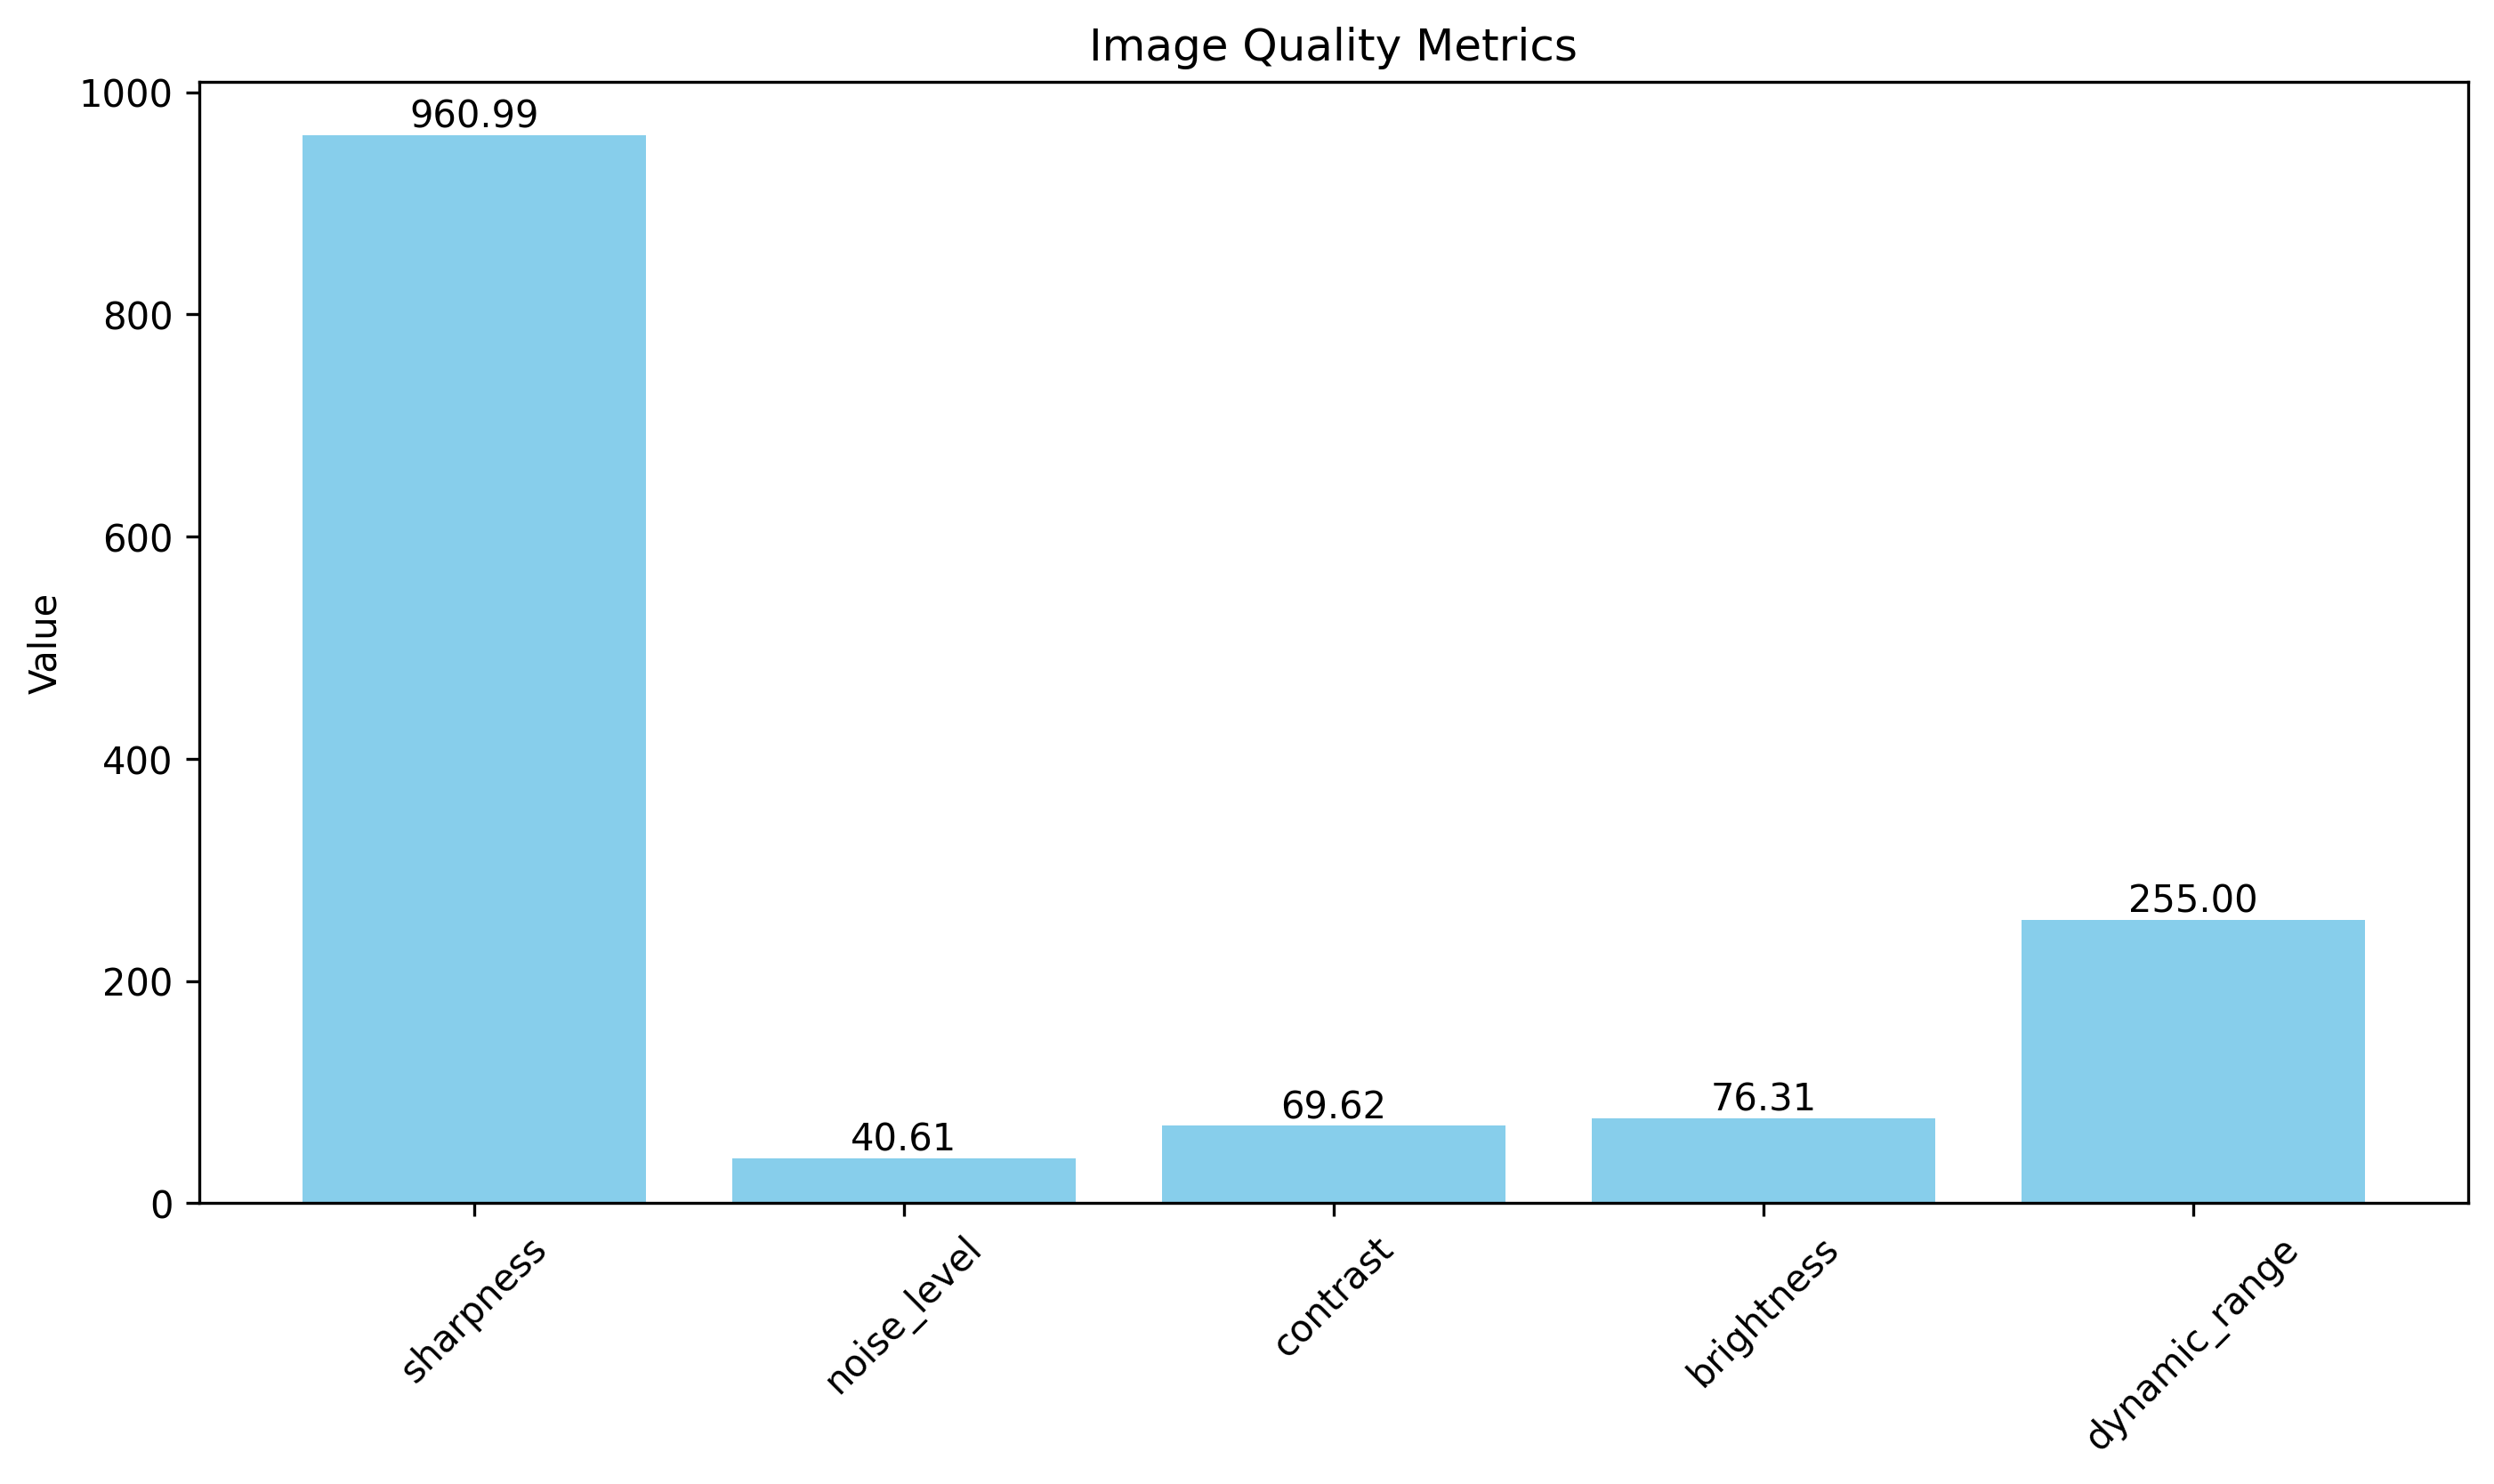 Image Quality Metrics
1000
800
600
400
200
0
Value
960.99
40.61
69.62
76.31
255.00
sharpness
noise_level
contrast
brightness
dynamic_range